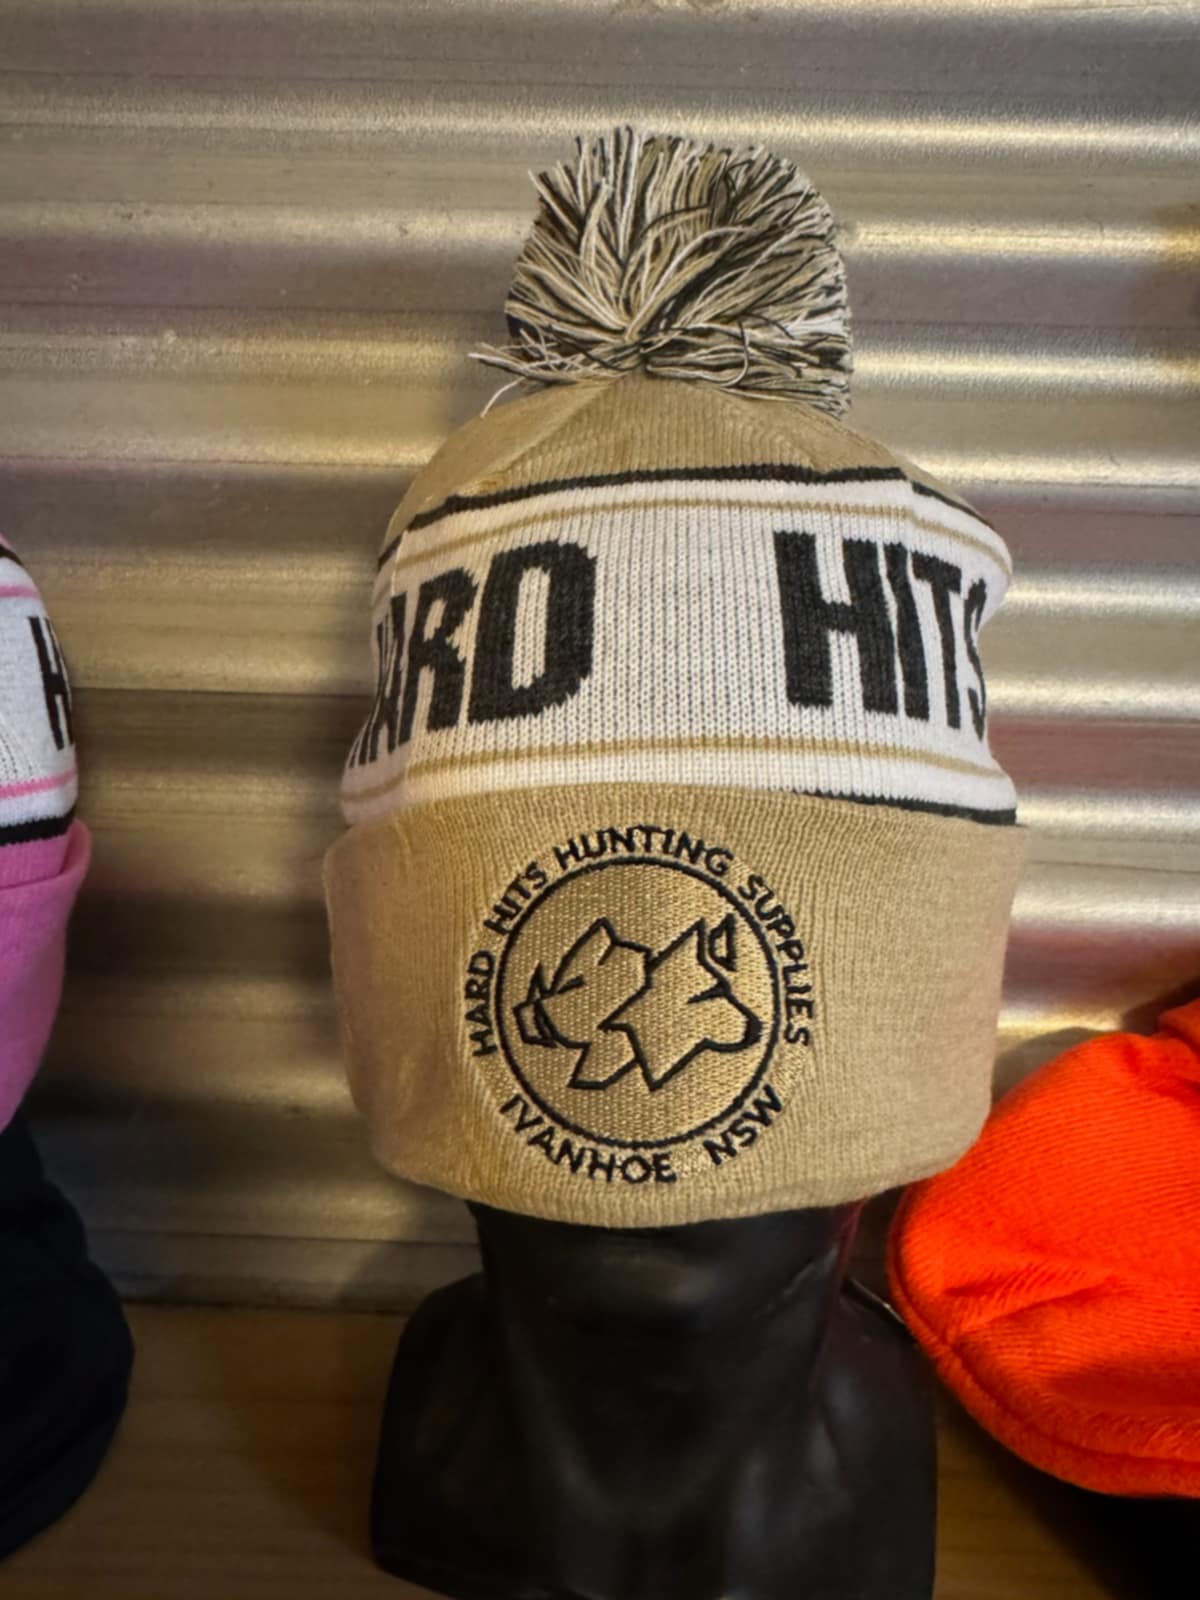 HARD HITS
HARD HITS HUNTING SUPPLIES
IVANHOE NSW